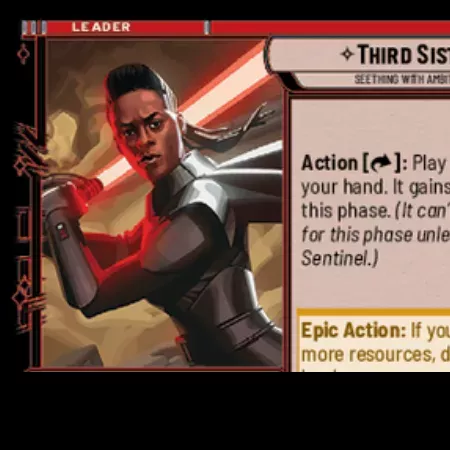 LEADER
THIRD SIS
SEETHING WITH AMBI
Action [ ]: Play
your hand. It gains
this phase. (It can'
for this phase unle
Sentinel.)
Epic Action: If you
more resources, d